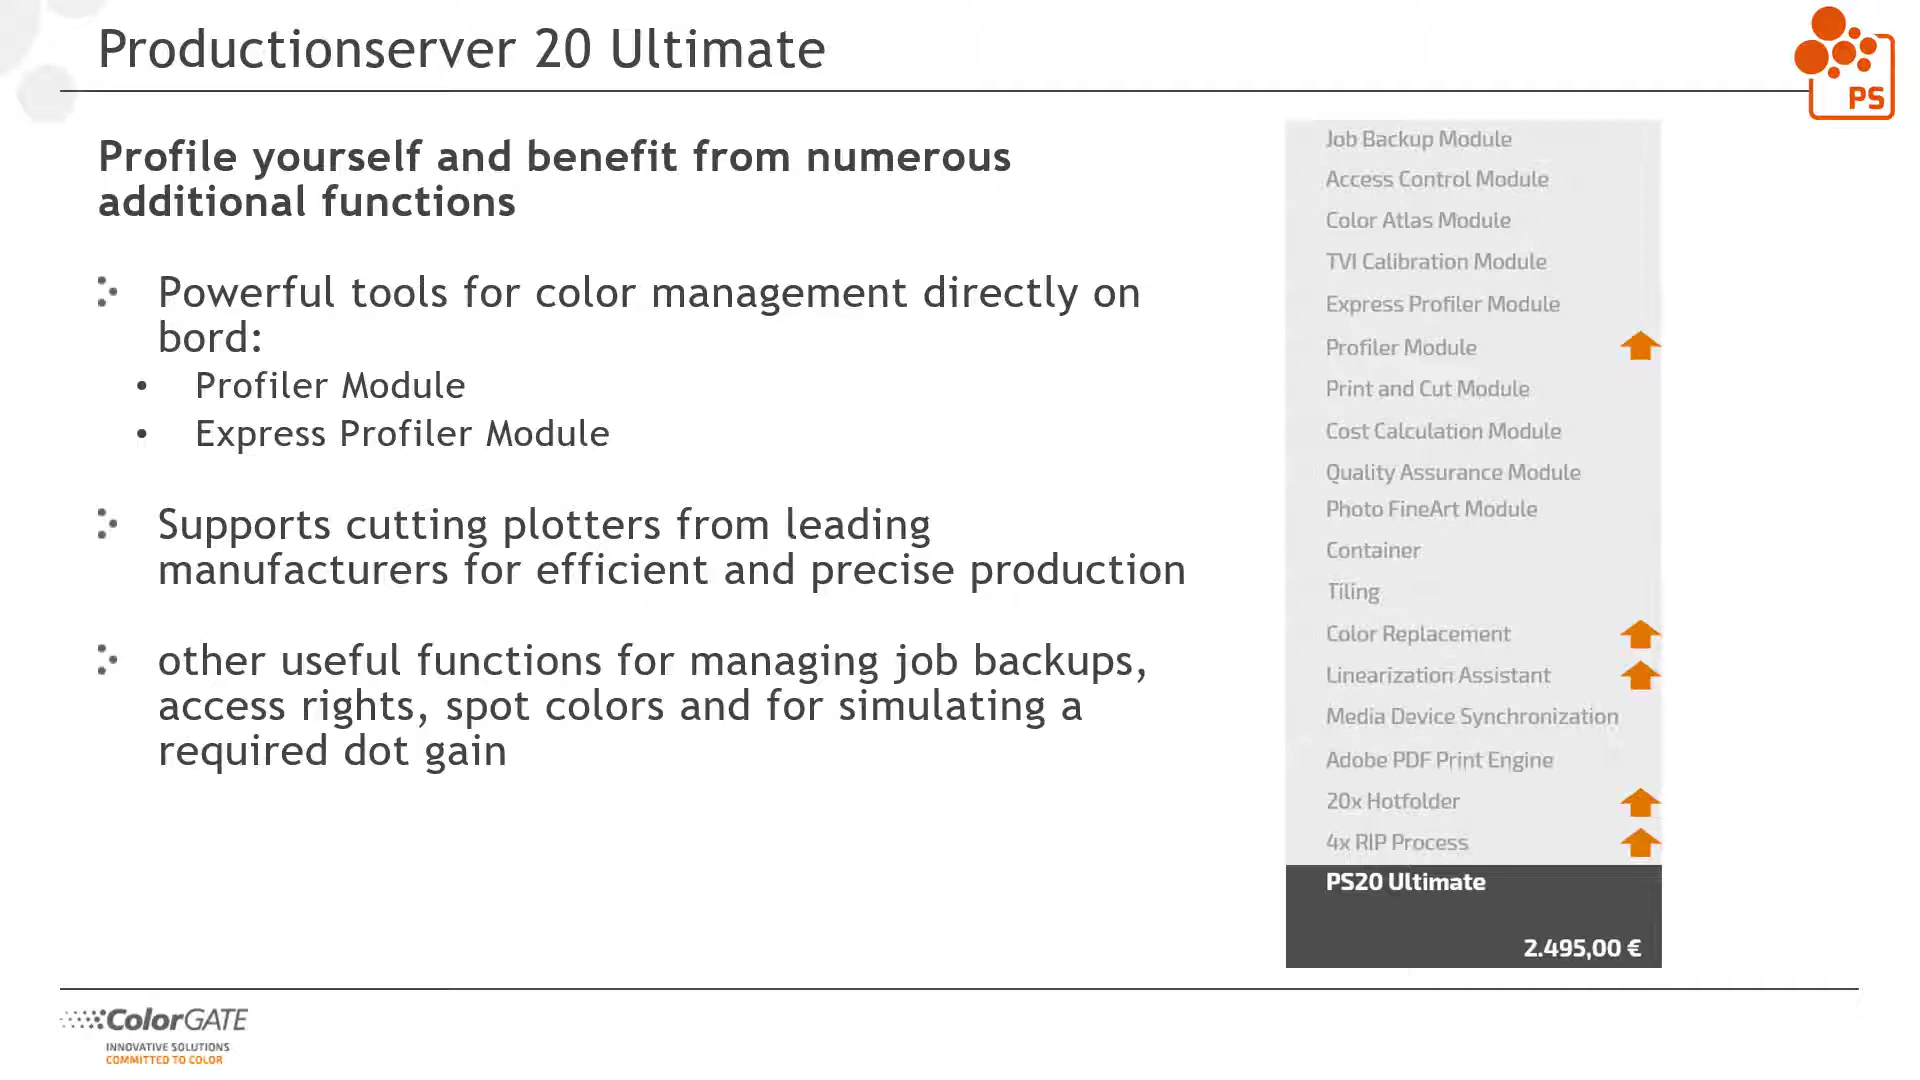 Productionserver 20 Ultimate
PS
Profile yourself and benefit from numerous
additional functions
Powerful tools for color management directly on
bord:
• Profiler Module
• Express Profiler Module
Supports cutting plotters from leading
manufacturers for efficient and precise production
other useful functions for managing job backups,
access rights, spot colors and for simulating a
required dot gain
Job Backup Module
Access Control Module
Color Atlas Module
TVI Calibration Module
Express Profiler Module
Profiler Module
Print and Cut Module
Cost Calculation Module
Quality Assurance Module
Photo FineArt Module
Container
Tiling
Color Replacement
Linearization Assistant
Media Device Synchronization
Adobe PDF Print Engine
20x Hotfolder
4x RIP Process
PS20 Ultimate
2.495,00 €
ColorGATE
INNOVATIVE SOLUTIONS
COMMITTED TO COLOR